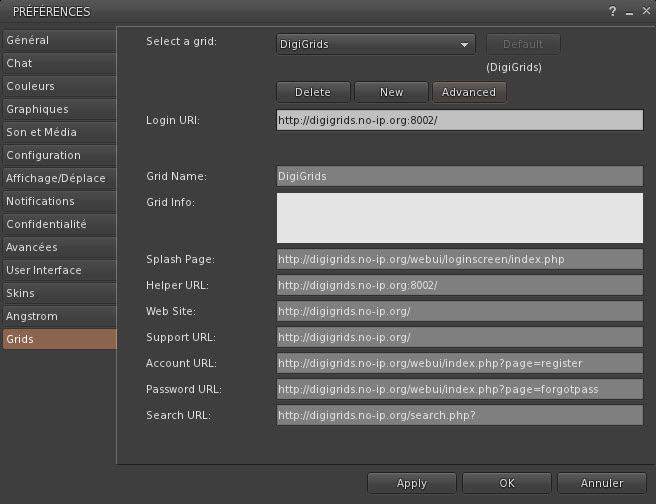 PRÉFÉRENCES
Général
Chat
Couleurs
Graphiques
Son et Média
Configuration
Affichage/Déplace
Notifications
Confidentialité
Avancées
User Interface
Skins
Angstrom
Grids
Select a grid: DigiGrids Default
(DigiGrids)
Delete New Advanced
Login URI: http://digigrids.no-ip.org:8002/
Grid Name: DigiGrids
Grid Info:
Splash Page: http://digigrids.no-ip.org/webui/loginscreen/index.php
Helper URL: http://digigrids.no-ip.org:8002/
Web Site: http://digigrids.no-ip.org/
Support URL: http://digigrids.no-ip.org/
Account URL: http://digigrids.no-ip.org/webui/index.php?page=register
Password URL: http://digigrids.no-ip.org/webui/index.php?page=forgotpass
Search URL: http://digigrids.no-ip.org/search.php?
Apply OK Annuler